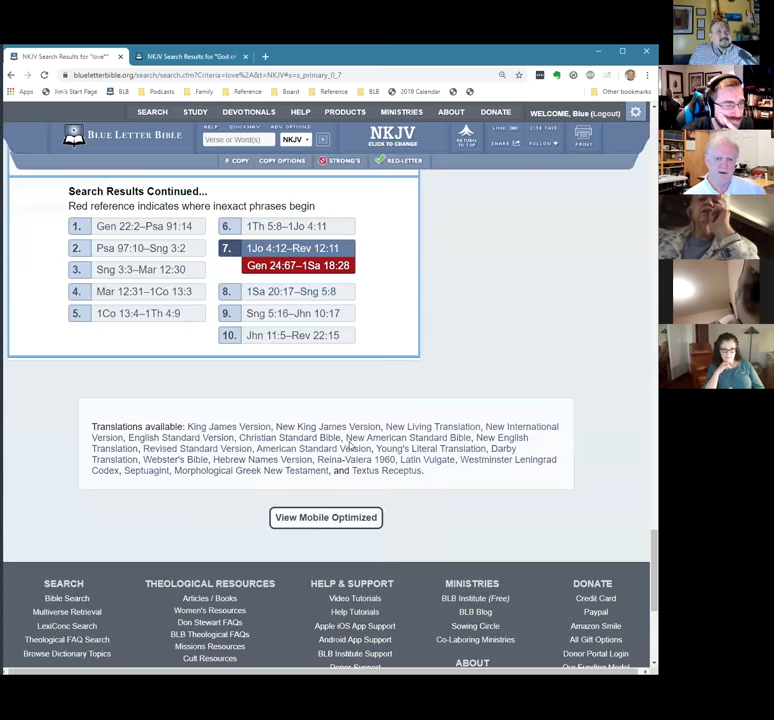 NKJV Search Results for "love*"
NKJV Search Results for "God or
blueletterbible.org/search/search.cfm?Criteria=love%2A&t=NKJV#s=s_primary_0_7
Apps Jim's Start Page BLB Podcasts Family Reference Board Reference BLB 2019 Calendar Other bookmarks
SEARCH STUDY DEVOTIONALS HELP PRODUCTS MINISTRIES ABOUT DONATE WELCOME, Blue (Logout)
BLUE LETTER BIBLE
HELP QUICKNAV ADV OPTIONS
Verse or Word(s) NKJV
NKJV
CLICK TO CHANGE
RETURN
TO TOP
LINK CITE THIS
SHARE FOLLOW
PRINT
COPY COPY OPTIONS STRONG'S RED-LETTER
Search Results Continued...
Red reference indicates where inexact phrases begin
1. Gen 22:2–Psa 91:14
2. Psa 97:10–Sng 3:2
3. Sng 3:3–Mar 12:30
4. Mar 12:31–1Co 13:3
5. 1Co 13:4–1Th 4:9
6. 1Th 5:8–1Jo 4:11
7. 1Jo 4:12–Rev 12:11
Gen 24:67–1Sa 18:28
8. 1Sa 20:17–Sng 5:8
9. Sng 5:16–Jhn 10:17
10. Jhn 11:5–Rev 22:15
Translations available: King James Version, New King James Version, New Living Translation, New International
Version, English Standard Version, Christian Standard Bible, New American Standard Bible, New English
Translation, Revised Standard Version, American Standard Version, Young's Literal Translation, Darby
Translation, Webster's Bible, Hebrew Names Version, Reina-Valera 1960, Latin Vulgate, Westminster Leningrad
Codex, Septuagint, Morphological Greek New Testament, and Textus Receptus.
View Mobile Optimized
SEARCH
Bible Search
Multiverse Retrieval
LexiConc Search
Theological FAQ Search
Browse Dictionary Topics
THEOLOGICAL RESOURCES
Articles / Books
Women's Resources
Don Stewart FAQs
BLB Theological FAQs
Missions Resources
Cult Resources
HELP & SUPPORT
Video Tutorials
Help Tutorials
Apple iOS App Support
Android App Support
BLB Institute Support
Donor Support
MINISTRIES
BLB Institute (Free)
BLB Blog
Sowing Circle
Co-Laboring Ministries
ABOUT
DONATE
Credit Card
Paypal
Amazon Smile
All Gift Options
Donor Portal Login
Our Funding Model